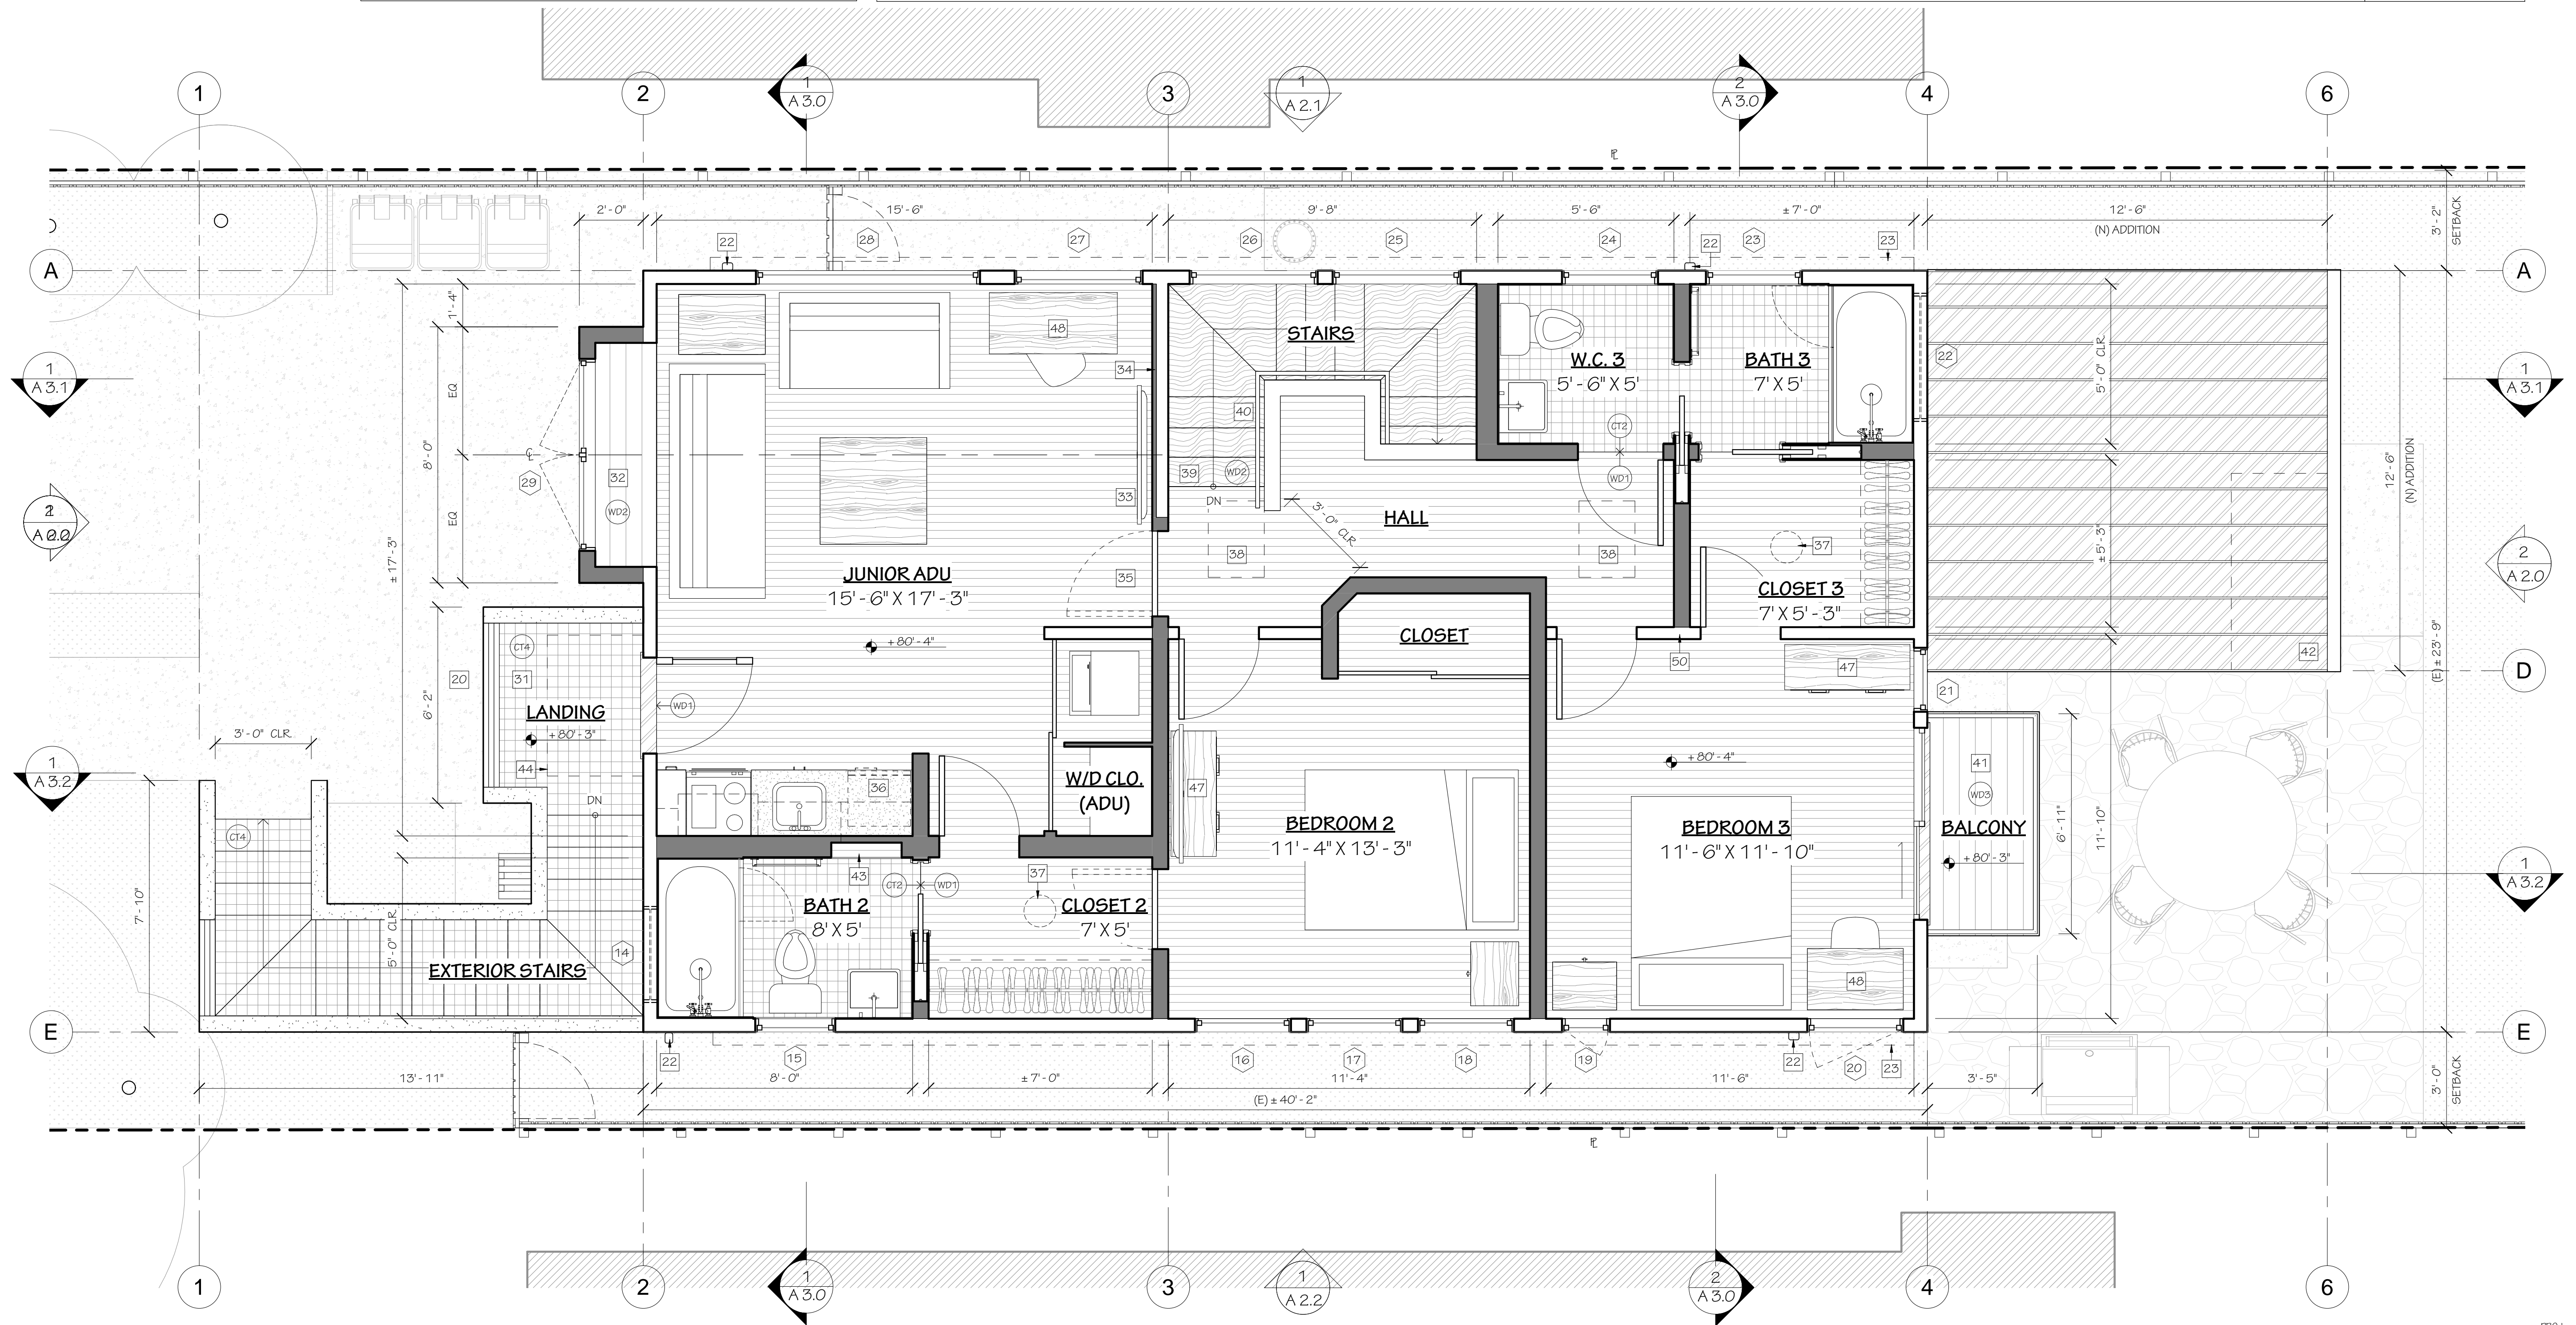 1
2
1
A 3.0
3
1
A 2.1
2
A 3.0
4
6
PL
2'-0"
15'-6"
9'-8"
5'-6"
±7'-0"
12'-6"
(N) ADDITION
3'-2"
SETBACK
22
28
27
26
25
24
22
23
23
A
A
1'-4"
48
STAIRS
W.C. 3
5'-6" X 5'
BATH 3
7' X 5'
22
5'-0" CLR.
34
1
A 3.1
1
A 3.1
EQ
40
CT2
8'-0"
CL
29
32
WD2
39
WD2
DN
33
WD1
12'-6"
(N) ADDITION
EQ
HALL
3'-0" CLR.
38
38
37
±5'-3"
2
A 2.0
±17'-3"
JUNIOR ADU
15'-6" X 17'-3"
35
CLOSET 3
7' X 5'-3"
+80'-4"
CLOSET
50
42
CT4
31
20
47
D
(E) ±23'-9"
21
6'-2"
LANDING
+80'-3"
WD1
3'-0" CLR.
44
DN
1
A 3.2
W/D CLO.
(ADU)
36
47
+80'-4"
41
WD3
BEDROOM 2
11'-4" X 13'-3"
BEDROOM 3
11'-6" X 11'-10"
BALCONY
+80'-3"
6'-11"
11'-10"
CT4
43
CT2
WD1
37
1
A 3.2
7'-10"
BATH 2
8' X 5'
CLOSET 2
7' X 5'
5'-0" CLR.
EXTERIOR STAIRS
14
48
E
E
22
15
16
17
18
19
22
20
23
13'-11"
8'-0"
±7'-0"
11'-4"
11'-6"
3'-5"
3'-0"
SETBACK
(E) ±40'-2"
PL
1
2
1
A 3.0
3
1
A 2.2
2
A 3.0
4
6